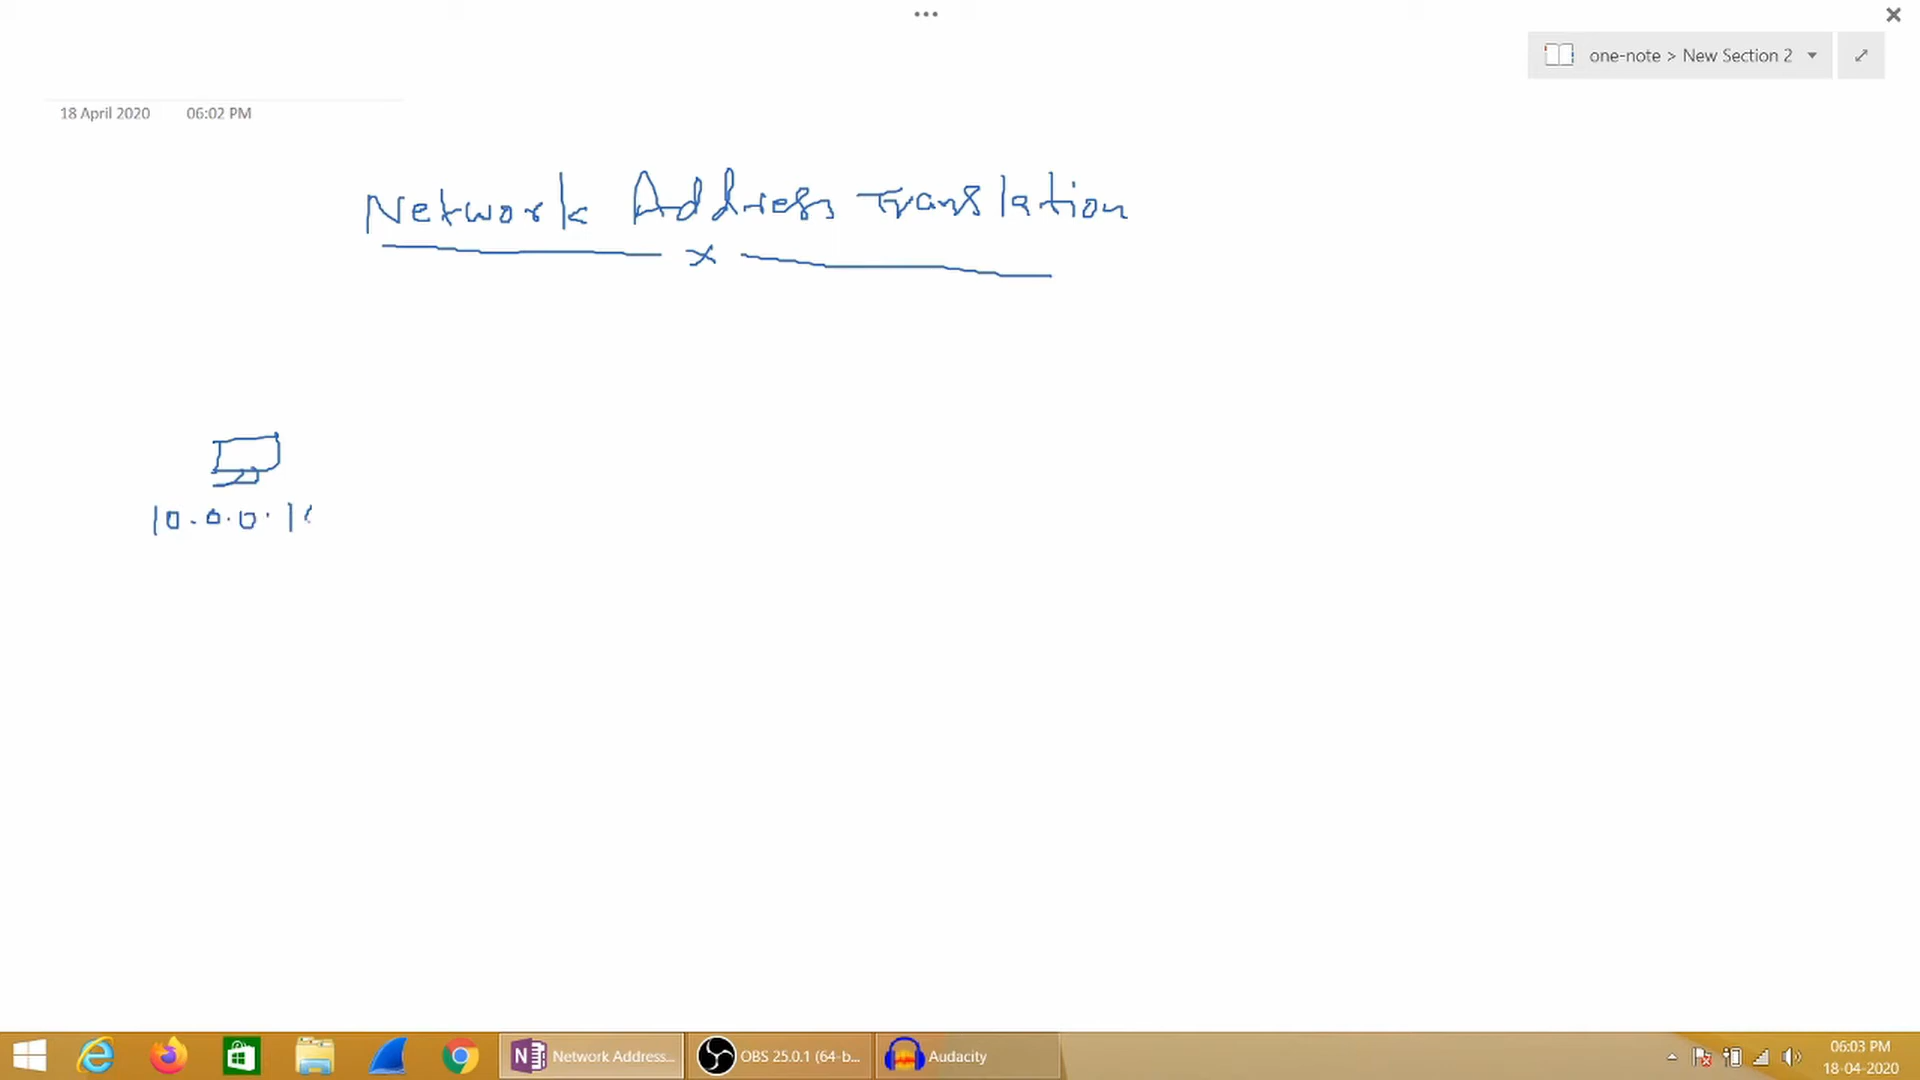 ...
one-note > New Section 2
18 April 2020 06:02 PM
Network Address Translation
x
10.0.0.1
Network Address... OBS 25.0.1 (64-b... Audacity
06:03 PM
18-04-2020